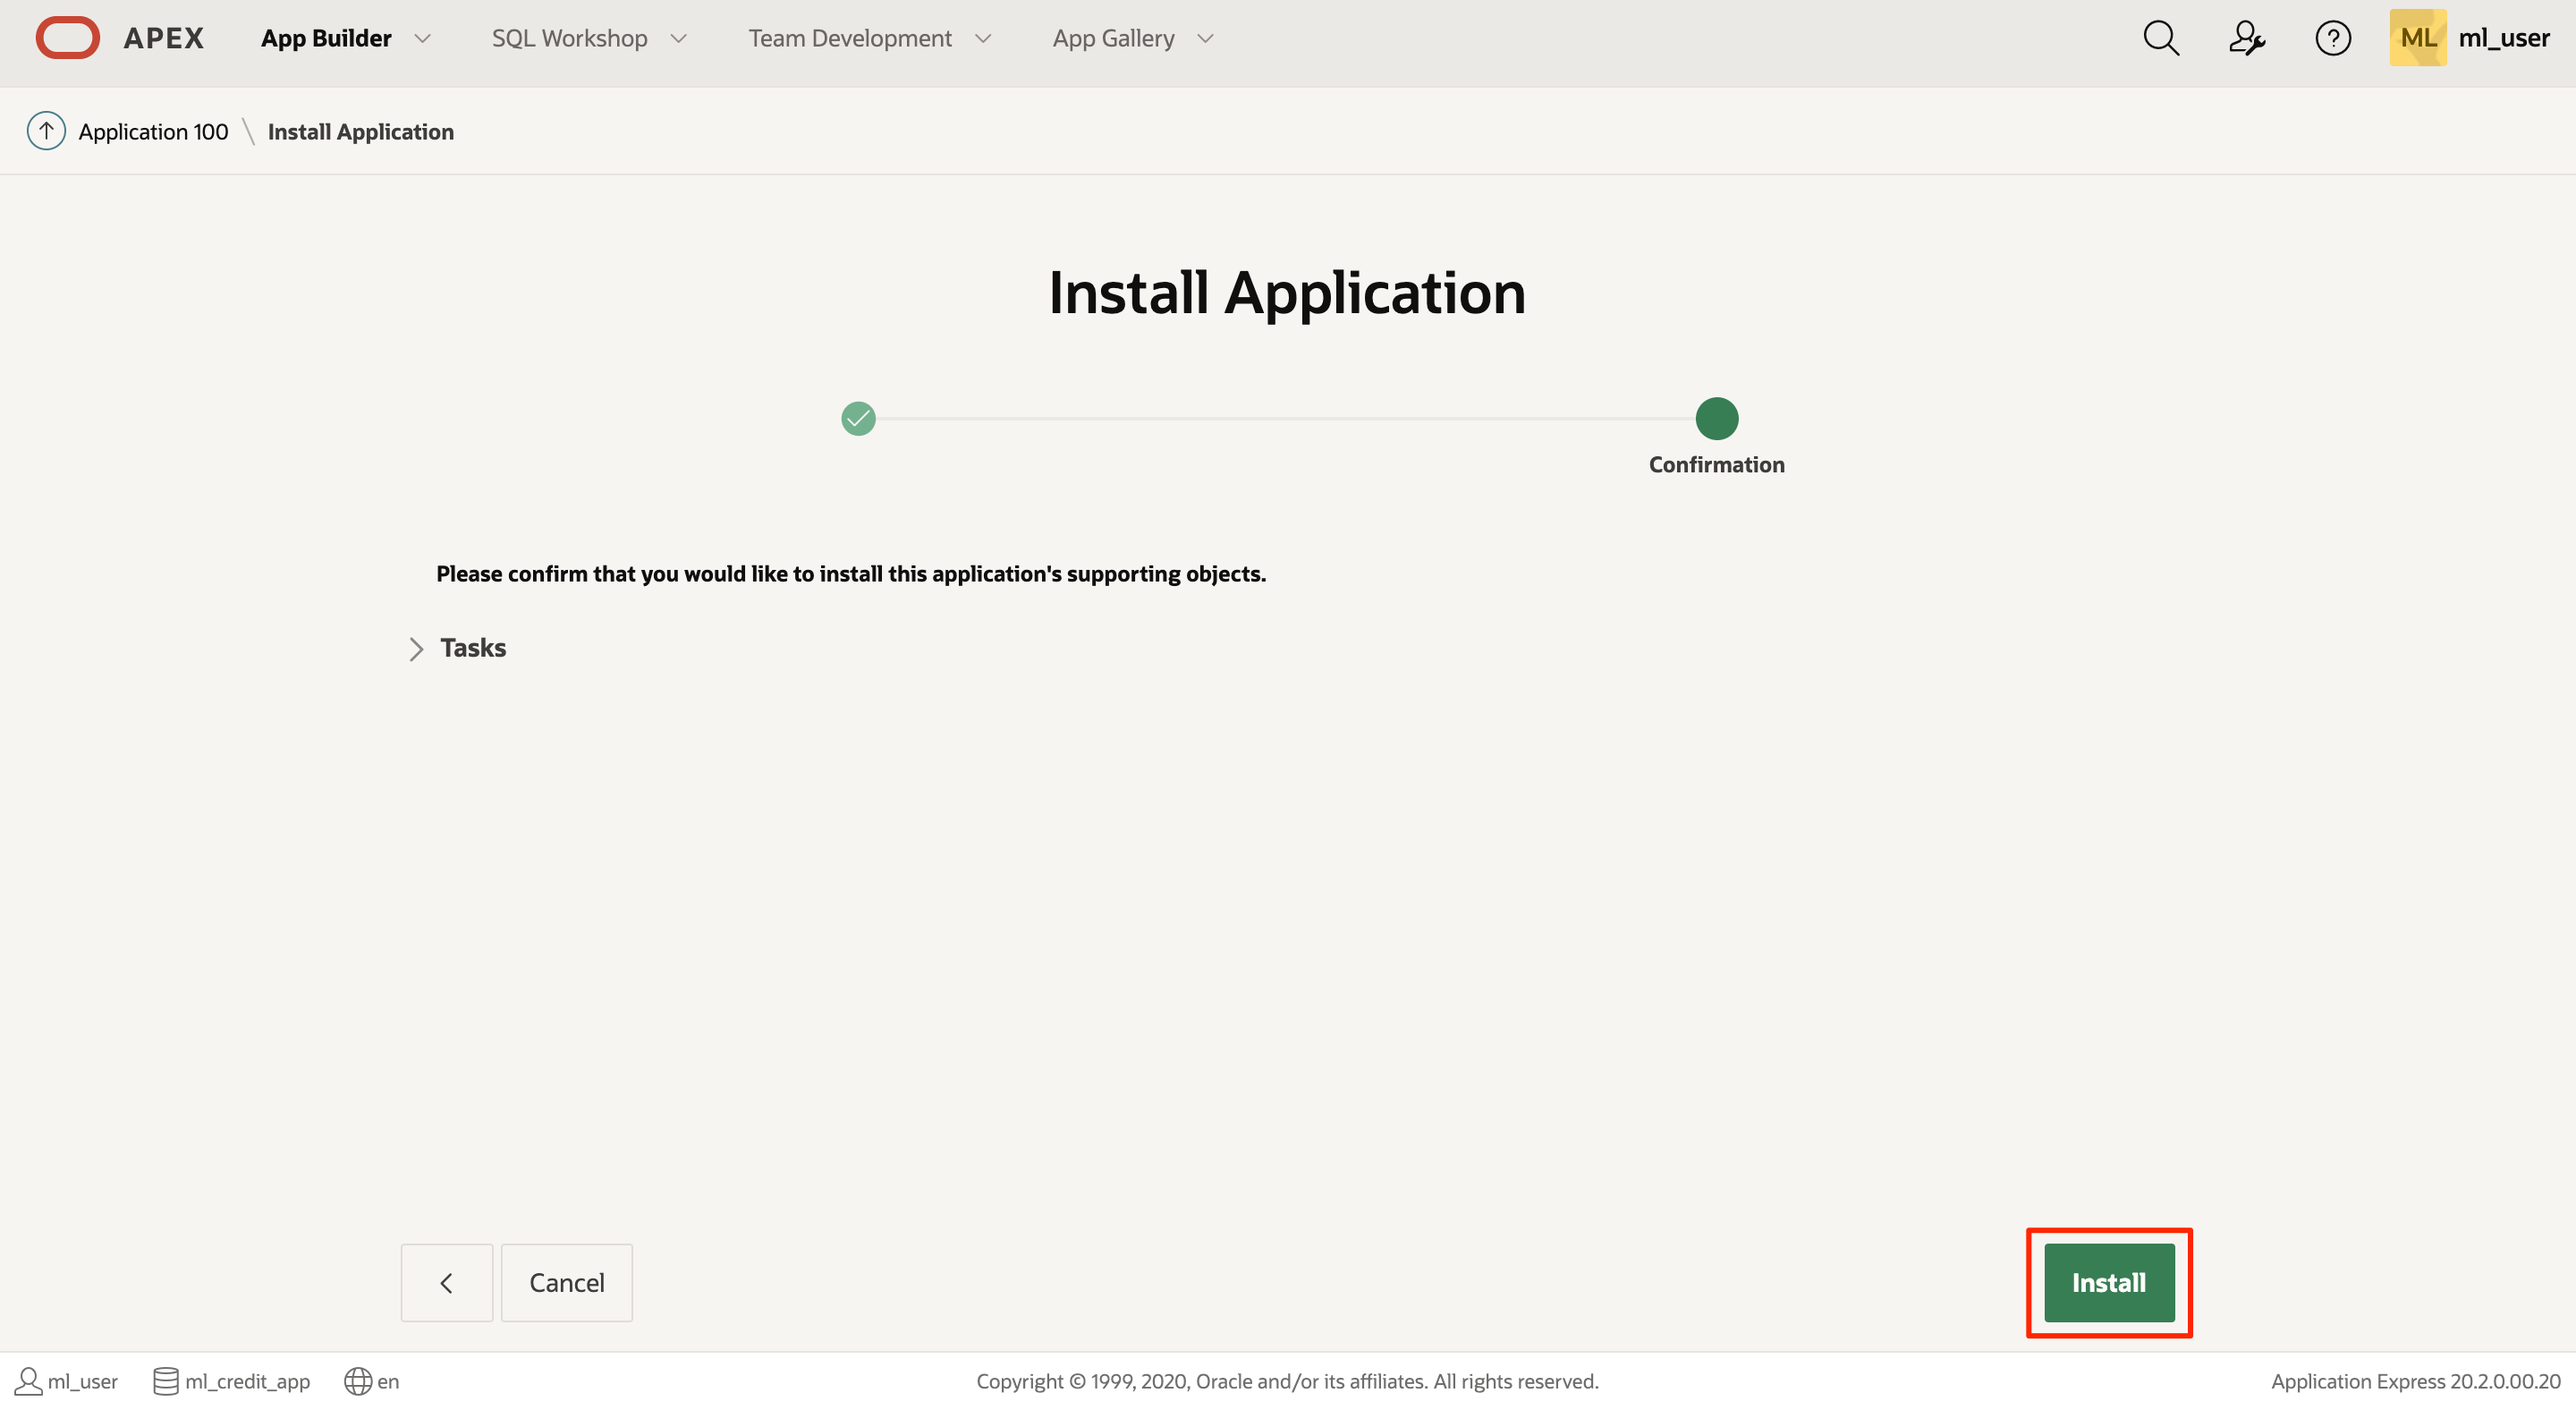 APEX App Builder SQL Workshop Team Development App Gallery ? ML ml_user
Application 100 \ Install Application
Install Application
Confirmation
Please confirm that you would like to install this application's supporting objects.
Tasks
Cancel Install
ml_user ml_credit_app en Copyright © 1999, 2020, Oracle and/or its affiliates. All rights reserved. Application Express 20.2.0.00.20